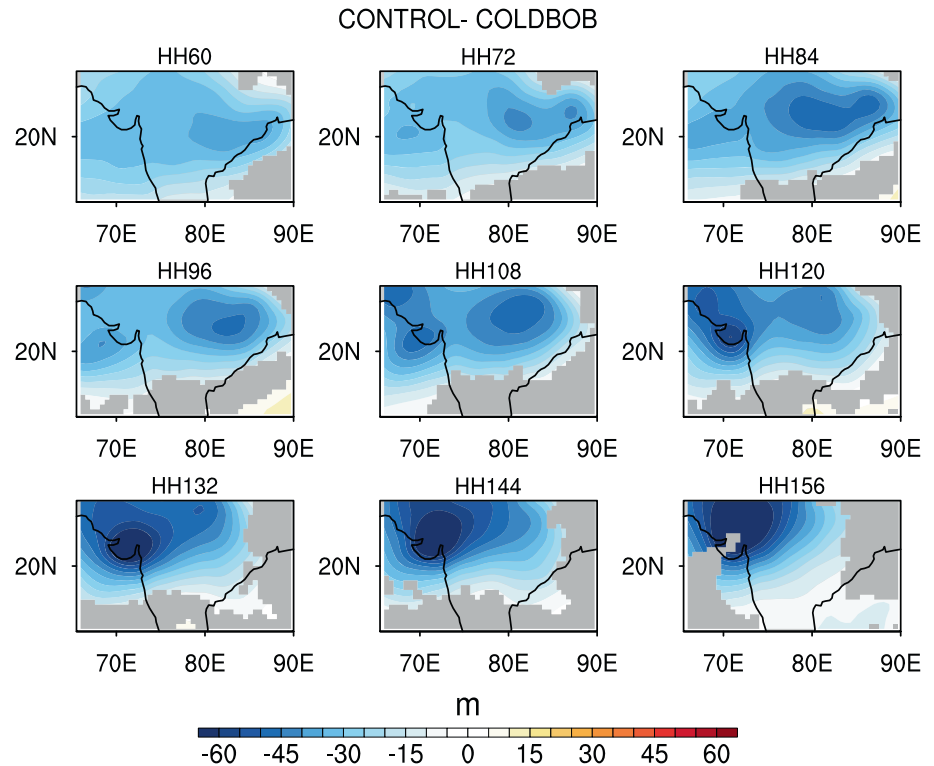 CONTROL- COLDBOB
HH60 HH72 HH84
20N 20N 20N
70E 80E 90E 70E 80E 90E 70E 80E 90E
HH96 HH108 HH120
20N 20N 20N
70E 80E 90E 70E 80E 90E 70E 80E 90E
HH132 HH144 HH156
20N 20N 20N
70E 80E 90E 70E 80E 90E 70E 80E 90E
m
-60 -45 -30 -15 0 15 30 45 60